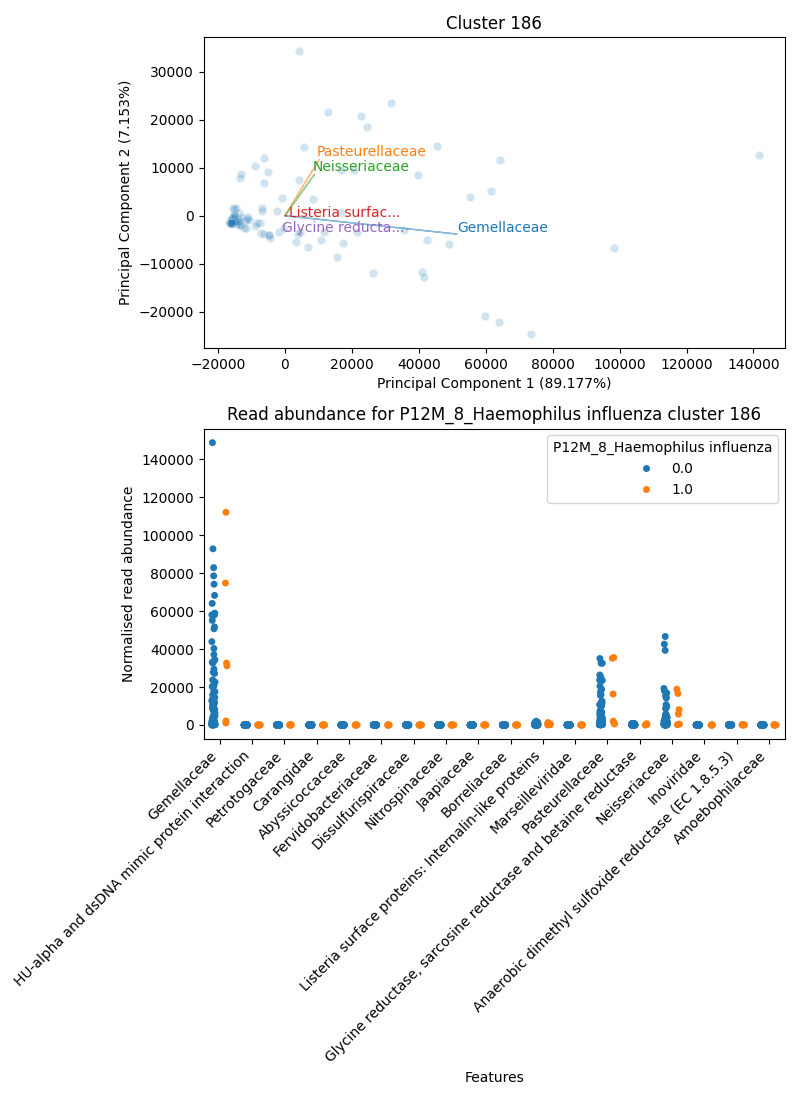 Cluster 186
Principal Component 2 (7.153%)
30000
20000
10000
0
−10000
−20000
Pasteurellaceae
Neisseriaceae
Listeria surfac...
Glycine reducta...
Gemellaceae
−20000 0 20000 40000 60000 80000 100000 120000 140000
Principal Component 1 (89.177%)
Read abundance for P12M_8_Haemophilus influenza cluster 186
Normalised read abundance
140000
120000
100000
80000
60000
40000
20000
0
P12M_8_Haemophilus influenza
0.0
1.0
Gemellaceae
HU-alpha and dsDNA mimic protein interaction
Petrotogaceae
Carangidae
Abyssicoccaceae
Fervidobacteriaceae
Dissulfurispiraceae
Nitrospinaceae
Jaapiaceae
Borreliaceae
Listeria surface proteins: Internalin-like proteins
Marseilleviridae
Pasteurellaceae
Glycine reductase, sarcosine reductase and betaine reductase
Neisseriaceae
Inoviridae
Anaerobic dimethyl sulfoxide reductase (EC 1.8.5.3)
Amoebophilaceae
Features